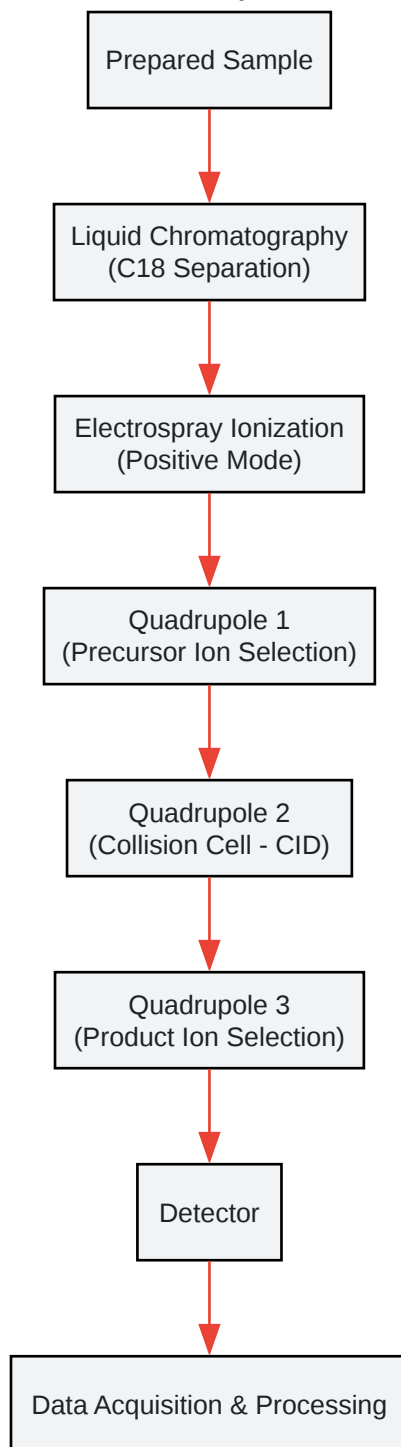 Prepared Sample
Liquid Chromatography
(C18 Separation)
Electrospray Ionization
(Positive Mode)
Quadrupole 1
(Precursor Ion Selection)
Quadrupole 2
(Collision Cell - CID)
Quadrupole 3
(Product Ion Selection)
Detector
Data Acquisition & Processing